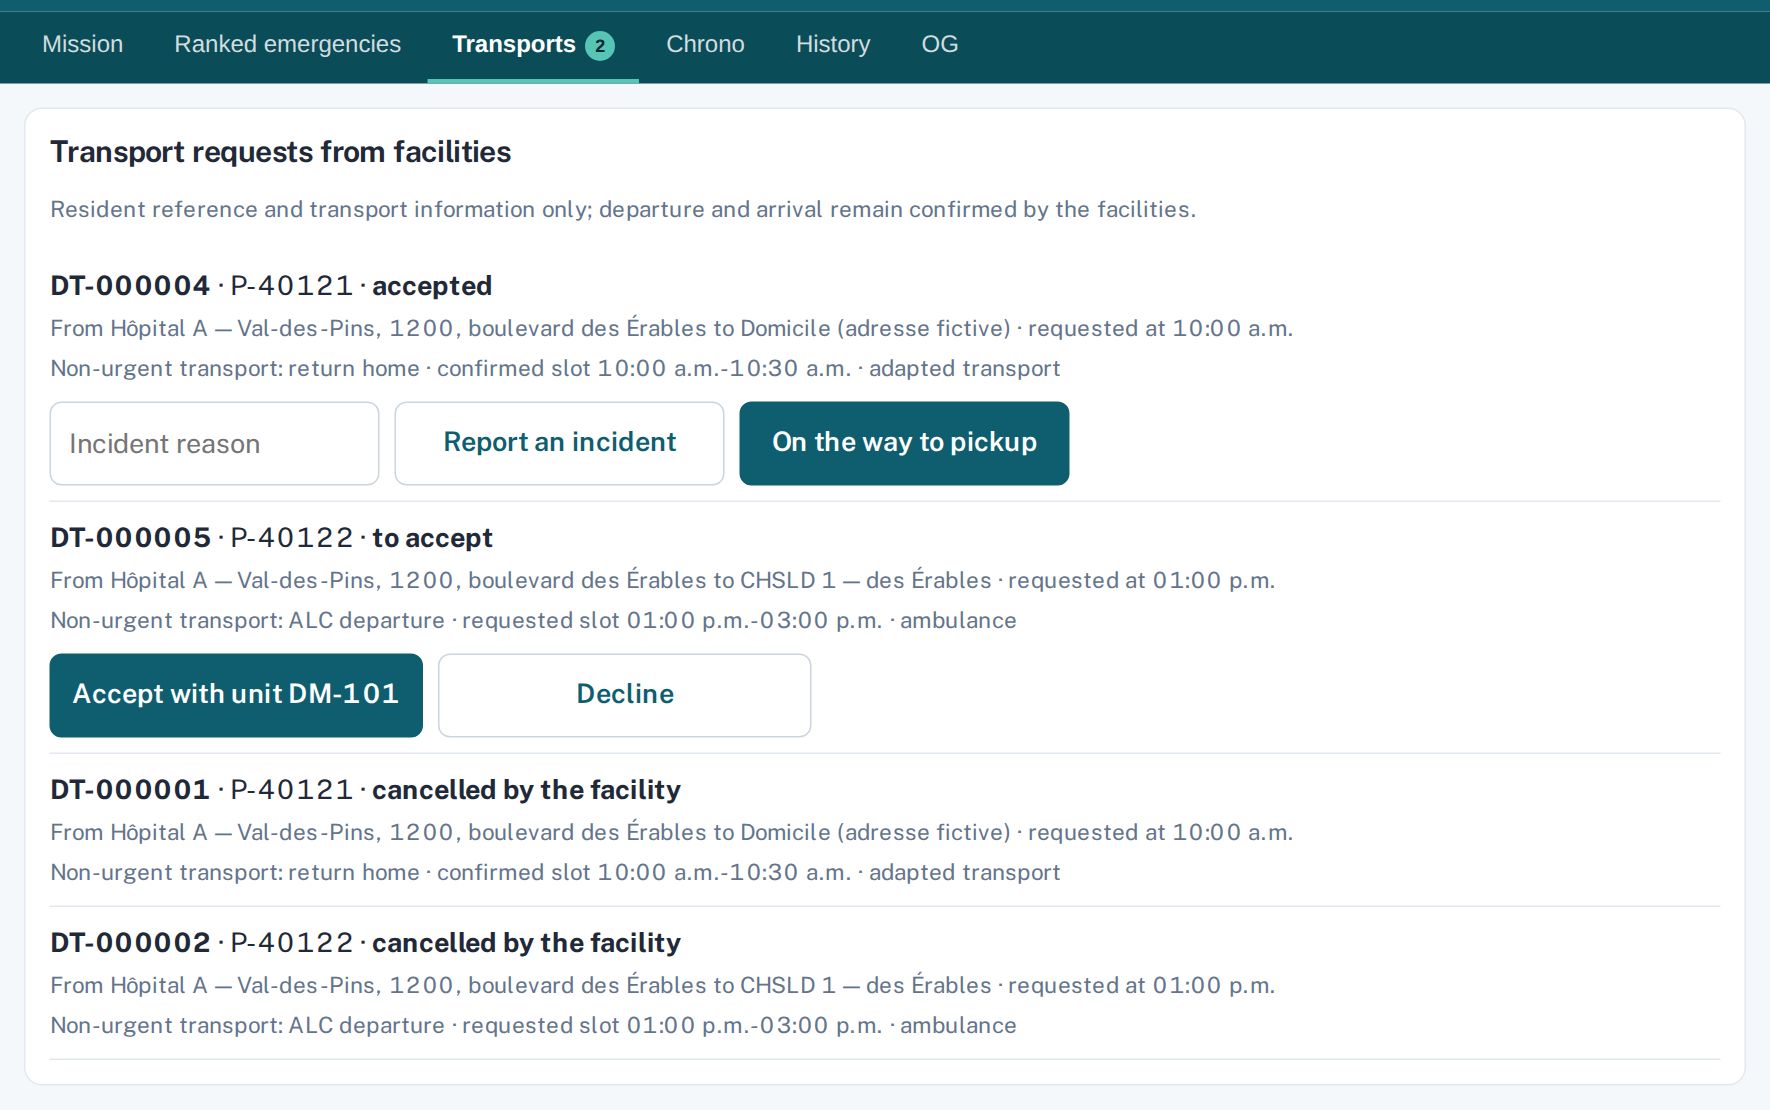 Mission Ranked emergencies Transports 2 Chrono History OG
Transport requests from facilities
Resident reference and transport information only; departure and arrival remain confirmed by the facilities.
DT-000004 · P-40121 · accepted
From Hôpital A — Val-des-Pins, 1200, boulevard des Érables to Domicile (adresse fictive) · requested at 10:00 a.m.
Non-urgent transport: return home · confirmed slot 10:00 a.m.-10:30 a.m. · adapted transport
Incident reason Report an incident On the way to pickup
DT-000005 · P-40122 · to accept
From Hôpital A — Val-des-Pins, 1200, boulevard des Érables to CHSLD 1 — des Érables · requested at 01:00 p.m.
Non-urgent transport: ALC departure · requested slot 01:00 p.m.-03:00 p.m. · ambulance
Accept with unit DM-101 Decline
DT-000001 · P-40121 · cancelled by the facility
From Hôpital A — Val-des-Pins, 1200, boulevard des Érables to Domicile (adresse fictive) · requested at 10:00 a.m.
Non-urgent transport: return home · confirmed slot 10:00 a.m.-10:30 a.m. · adapted transport
DT-000002 · P-40122 · cancelled by the facility
From Hôpital A — Val-des-Pins, 1200, boulevard des Érables to CHSLD 1 — des Érables · requested at 01:00 p.m.
Non-urgent transport: ALC departure · requested slot 01:00 p.m.-03:00 p.m. · ambulance